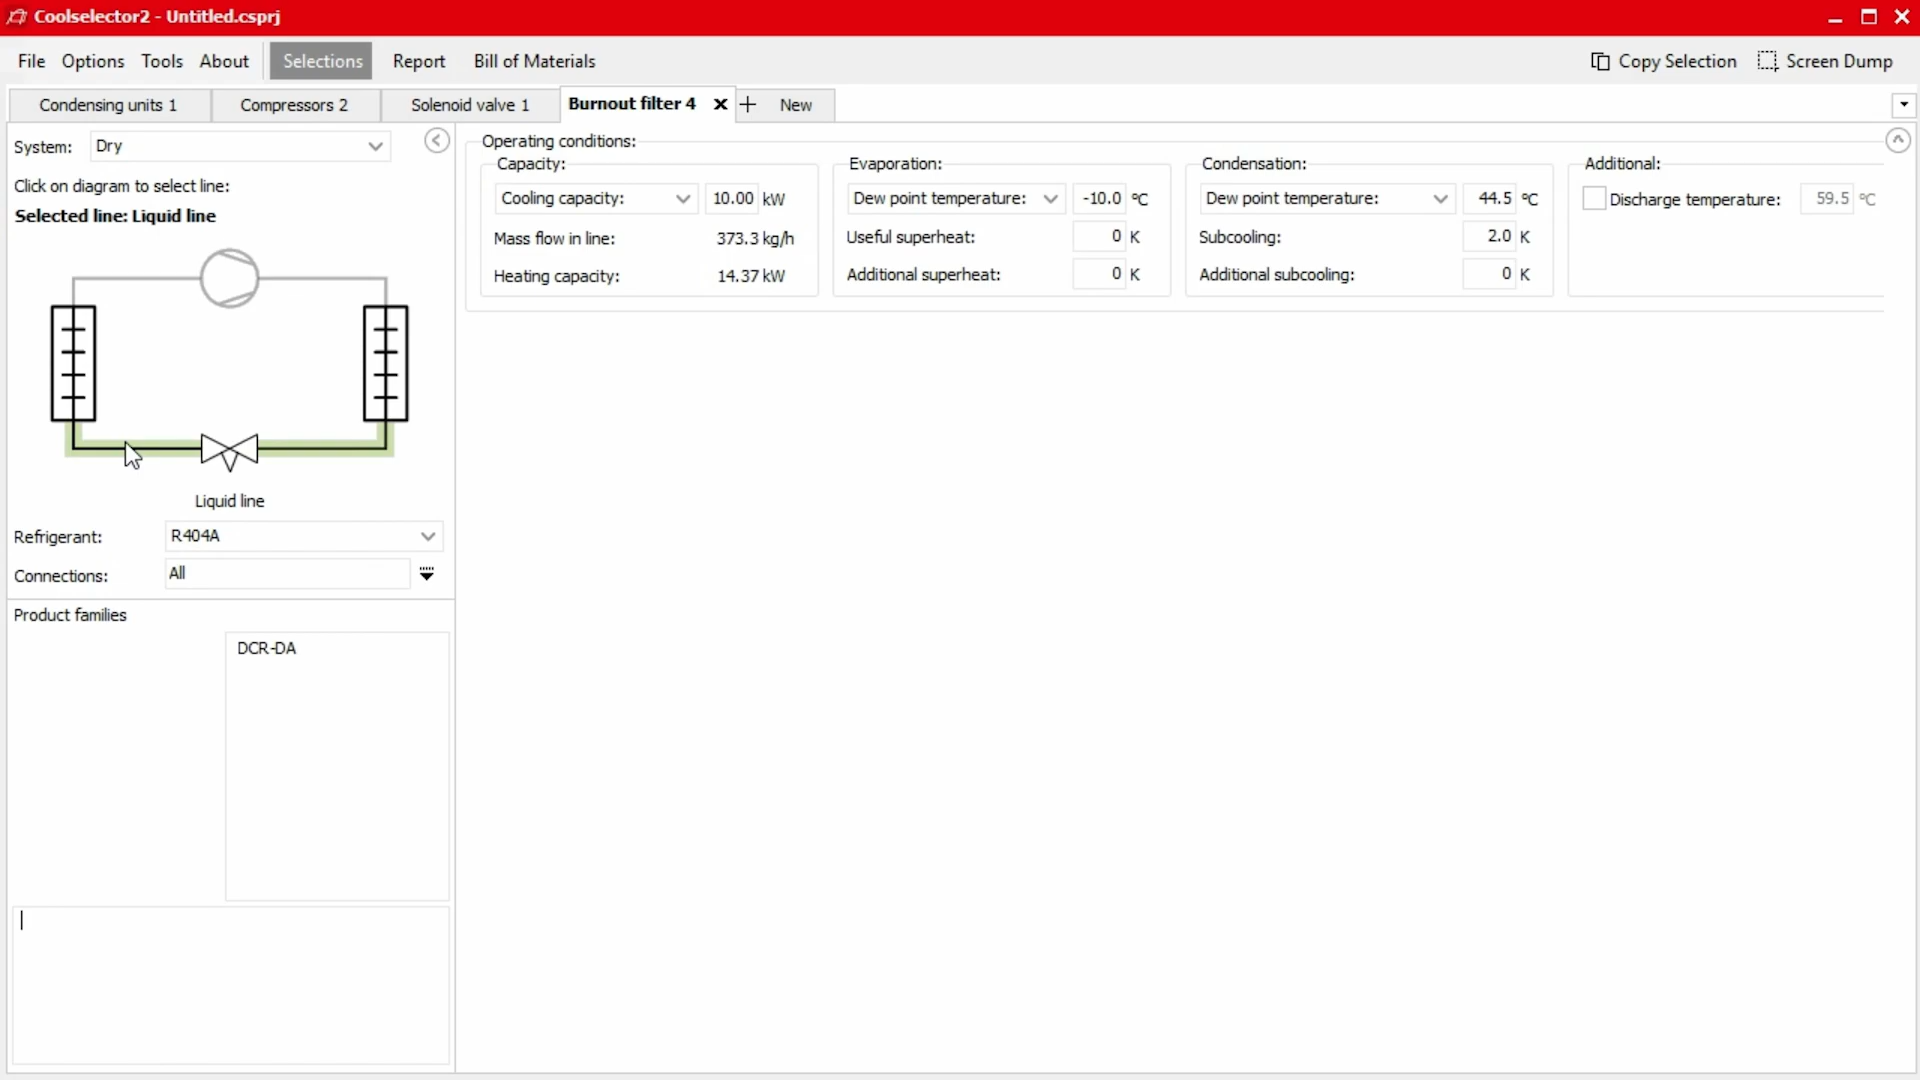 Coolselector2 - Untitled.csprj
File Options Tools About Selections Report Bill of Materials Copy Selection Screen Dump
Condensing units 1 Compressors 2 Solenoid valve 1 Burnout filter 4 New
System: Dry
Click on diagram to select line:
Selected line: Liquid line
Liquid line
Refrigerant: R404A
Connections: All
Product families
DCR-DA
Operating conditions:
Capacity:
Cooling capacity: 10.00 kW
Mass flow in line: 373.3 kg/h
Heating capacity: 14.37 kW
Evaporation:
Dew point temperature: -10.0 °C
Useful superheat: 0 K
Additional superheat: 0 K
Condensation:
Dew point temperature: 44.5 °C
Subcooling: 2.0 K
Additional subcooling: 0 K
Additional:
Discharge temperature: 59.5 °C